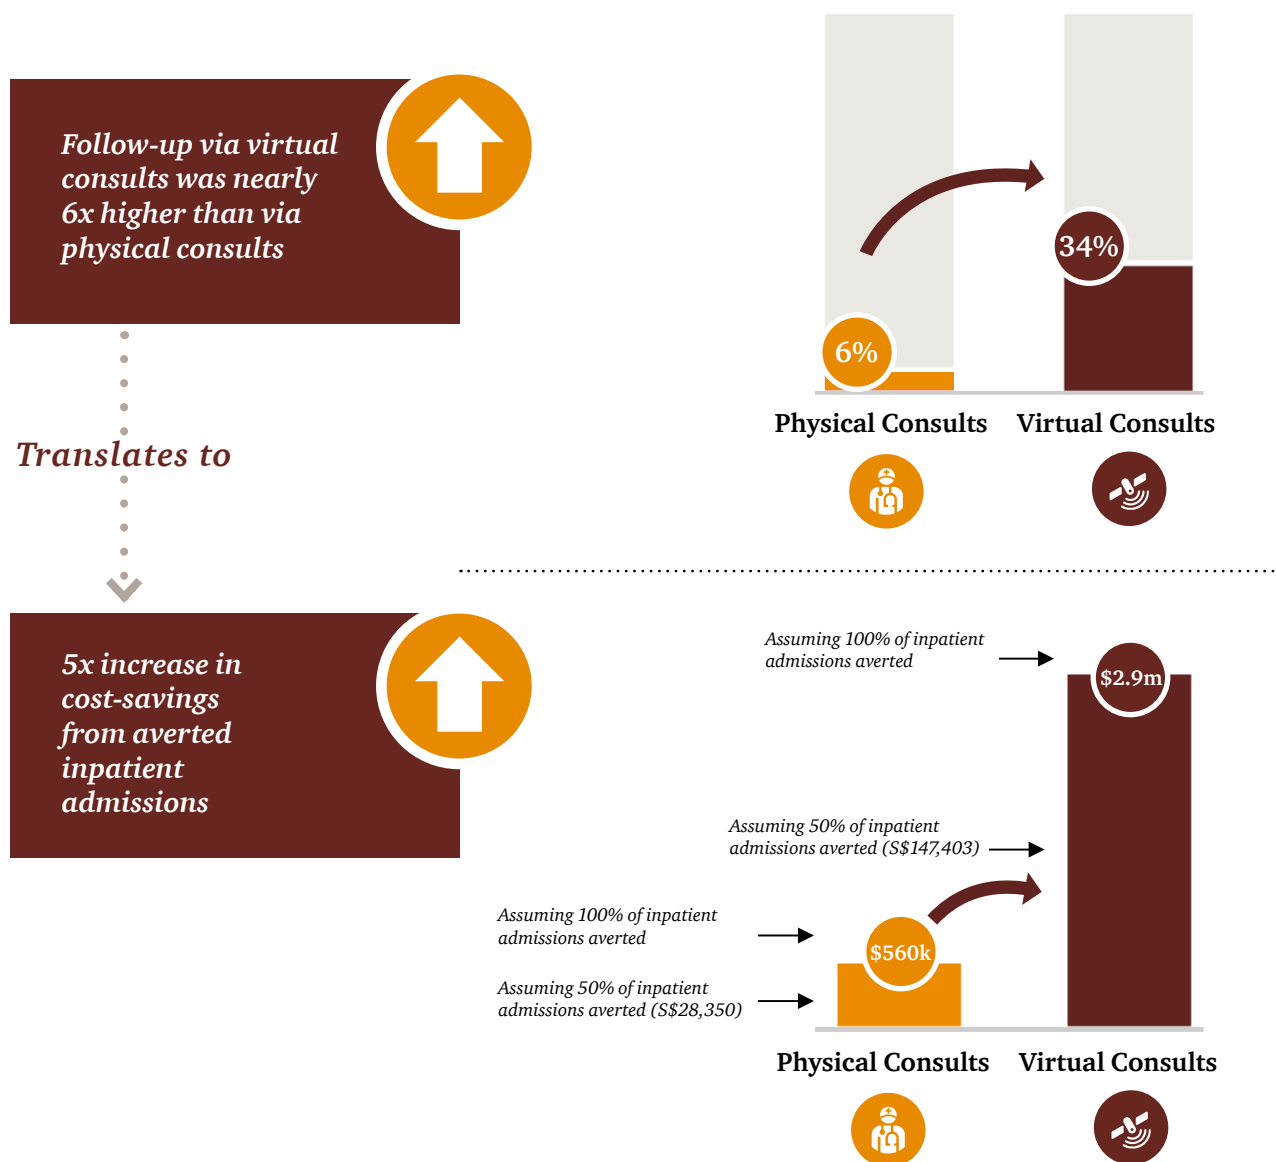 Follow-up via virtual
consults was nearly
6x higher than via
physical consults
34%
6%
Physical Consults
Virtual Consults
Translates to
5x increase in
cost-savings
from averted
inpatient
admissions
Assuming 100% of inpatient
admissions averted
$2.9m
Assuming 50% of inpatient
admissions averted (S$147,403)
Assuming 100% of inpatient
admissions averted
$560k
Assuming 50% of inpatient
admissions averted (S$28,350)
Physical Consults
Virtual Consults